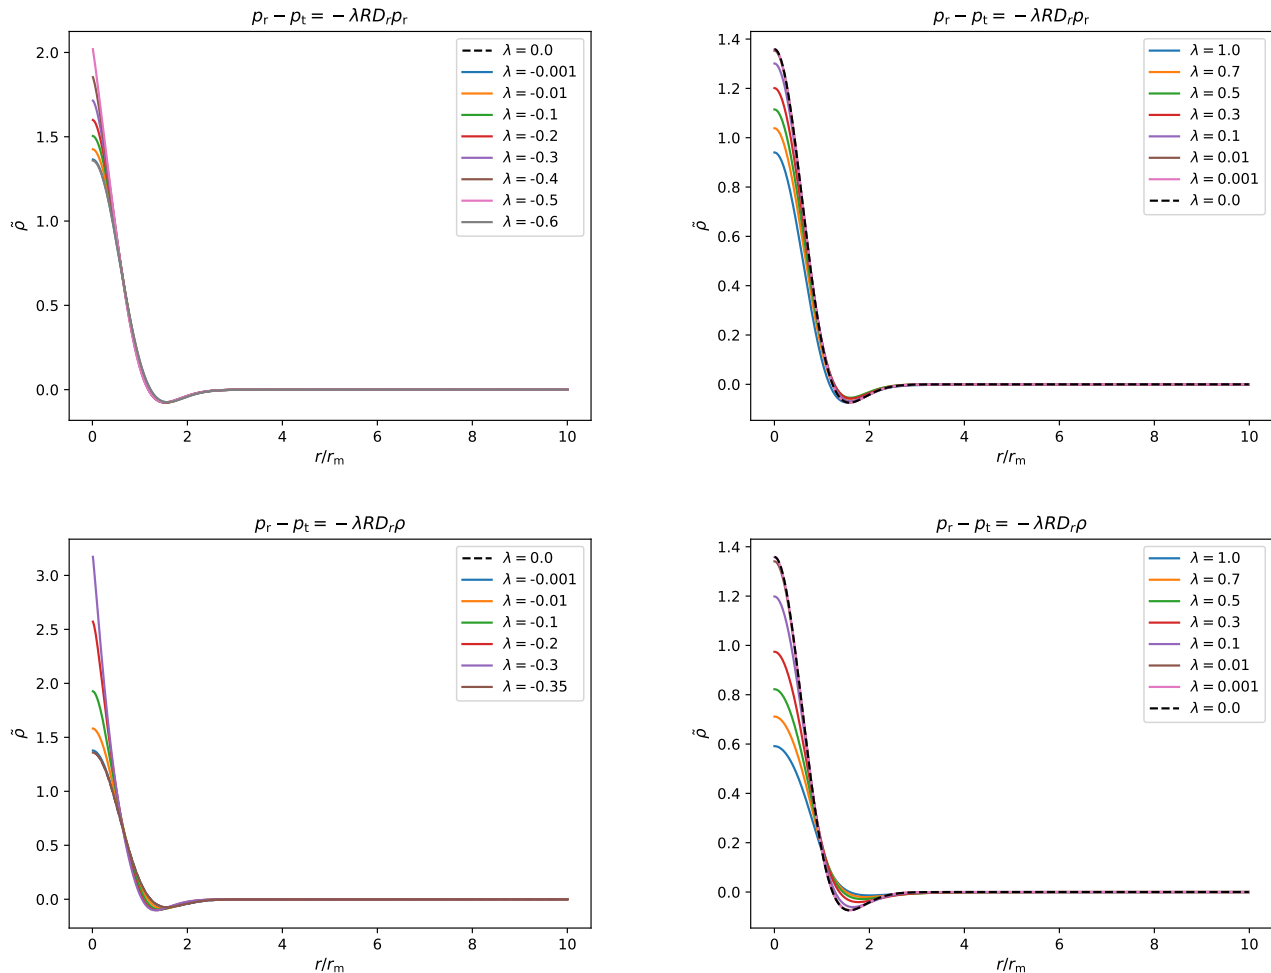 p_r − p_t = −λRD_r p_r
2.0
1.5
1.0
0.5
0.0
ρ̃
λ = 0.0
λ = -0.001
λ = -0.01
λ = -0.1
λ = -0.2
λ = -0.3
λ = -0.4
λ = -0.5
λ = -0.6
0 2 4 6 8 10
r/r_m
p_r − p_t = −λRD_r p_r
1.4
1.2
1.0
0.8
0.6
0.4
0.2
0.0
ρ̃
λ = 1.0
λ = 0.7
λ = 0.5
λ = 0.3
λ = 0.1
λ = 0.01
λ = 0.001
λ = 0.0
0 2 4 6 8 10
r/r_m
p_r − p_t = −λRD_r ρ
3.0
2.5
2.0
1.5
1.0
0.5
0.0
ρ̃
λ = 0.0
λ = -0.001
λ = -0.01
λ = -0.1
λ = -0.2
λ = -0.3
λ = -0.35
0 2 4 6 8 10
r/r_m
p_r − p_t = −λRD_r ρ
1.4
1.2
1.0
0.8
0.6
0.4
0.2
0.0
ρ̃
λ = 1.0
λ = 0.7
λ = 0.5
λ = 0.3
λ = 0.1
λ = 0.01
λ = 0.001
λ = 0.0
0 2 4 6 8 10
r/r_m